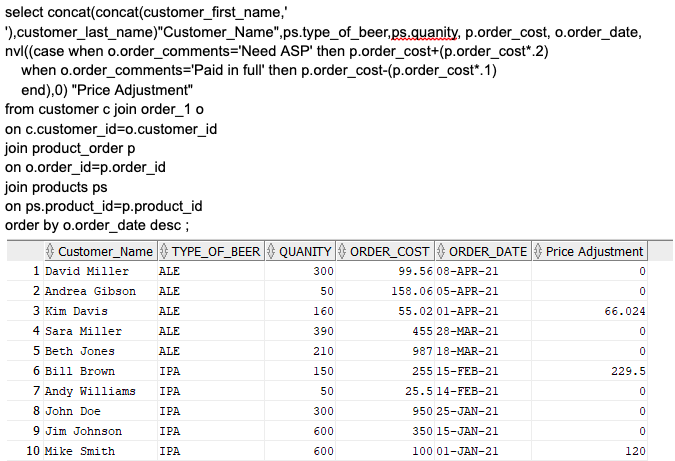 select concat(concat(customer_first_name,'
'),customer_last_name)"Customer_Name",ps.type_of_beer,ps.quanity, p.order_cost, o.order_date,
nvl((case when o.order_comments='Need ASP' then p.order_cost+(p.order_cost*.2)
when o.order_comments='Paid in full' then p.order_cost-(p.order_cost*.1)
end),0) "Price Adjustment"
from customer c join order_1 o
on c.customer_id=o.customer_id
join product_order p
on o.order_id=p.order_id
join products ps
on ps.product_id=p.product_id
order by o.order_date desc ;
Customer_Name TYPE_OF_BEER QUANITY ORDER_COST ORDER_DATE Price Adjustment
1 David Miller ALE 300 99.56 08-APR-21 0
2 Andrea Gibson ALE 50 158.06 05-APR-21 0
3 Kim Davis ALE 160 55.02 01-APR-21 66.024
4 Sara Miller ALE 390 455 28-MAR-21 0
5 Beth Jones ALE 210 987 18-MAR-21 0
6 Bill Brown IPA 150 255 15-FEB-21 229.5
7 Andy Williams IPA 50 25.5 14-FEB-21 0
8 John Doe IPA 300 950 25-JAN-21 0
9 Jim Johnson IPA 600 350 15-JAN-21 0
10 Mike Smith IPA 600 100 01-JAN-21 120